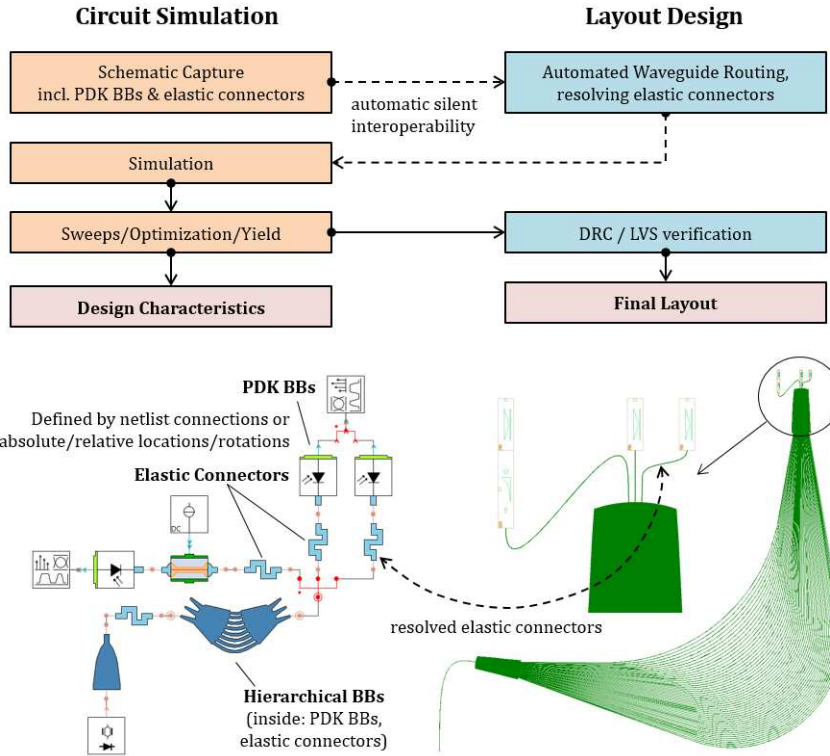 Circuit Simulation
Layout Design
Schematic Capture
incl. PDK BBs & elastic connectors
automatic silent
interoperability
Automated Waveguide Routing,
resolving elastic connectors
Simulation
Sweeps/Optimization/Yield
DRC / LVS verification
Design Characteristics
Final Layout
PDK BBs
Defined by netlist connections or
absolute/relative locations/rotations
Elastic Connectors
DC
resolved elastic connectors
Hierarchical BBs
(inside: PDK BBs,
elastic connectors)